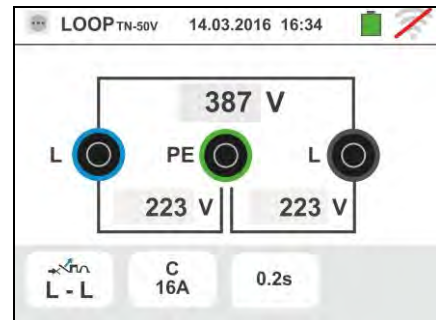 LOOP TN-50V 14.03.2016 16:34
387 V
L PE L
223 V 223 V
L - L C 16A 0.2s